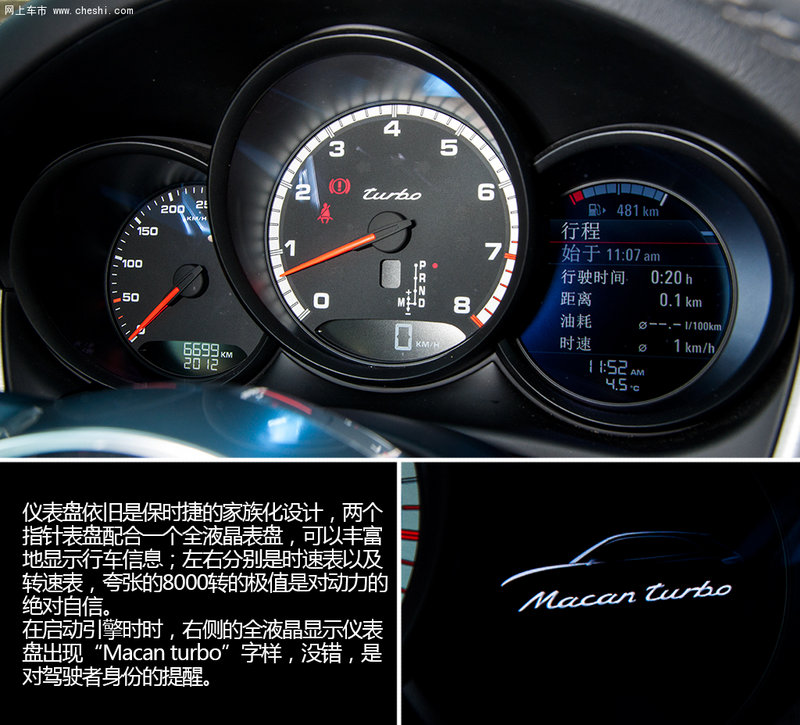 网上车市 www.cheshi.com
200
25
KM/H
150
100
50
0
6699 KM
2012
4
3
5
2
6
turbo
1
7
0
8
P
R
N
M D
+
-
0 KM/H
481 km
行程
始于 11:07 am
行驶时间 0:20 h
距离 0.1 km
油耗 ⌀--.- l/100km
时速 ⌀ 1 km/h
11:52 AM
4.5 °C
仪表盘依旧是保时捷的家族化设计，两个
指针表盘配合一个全液晶表盘，可以丰富
地显示行车信息；左右分别是时速表以及
转速表，夸张的8000转的极值是对动力的
绝对自信。
在启动引擎时时，右侧的全液晶显示仪表
盘出现“Macan turbo”字样，没错，是
对驾驶者身份的提醒。
Macan turbo